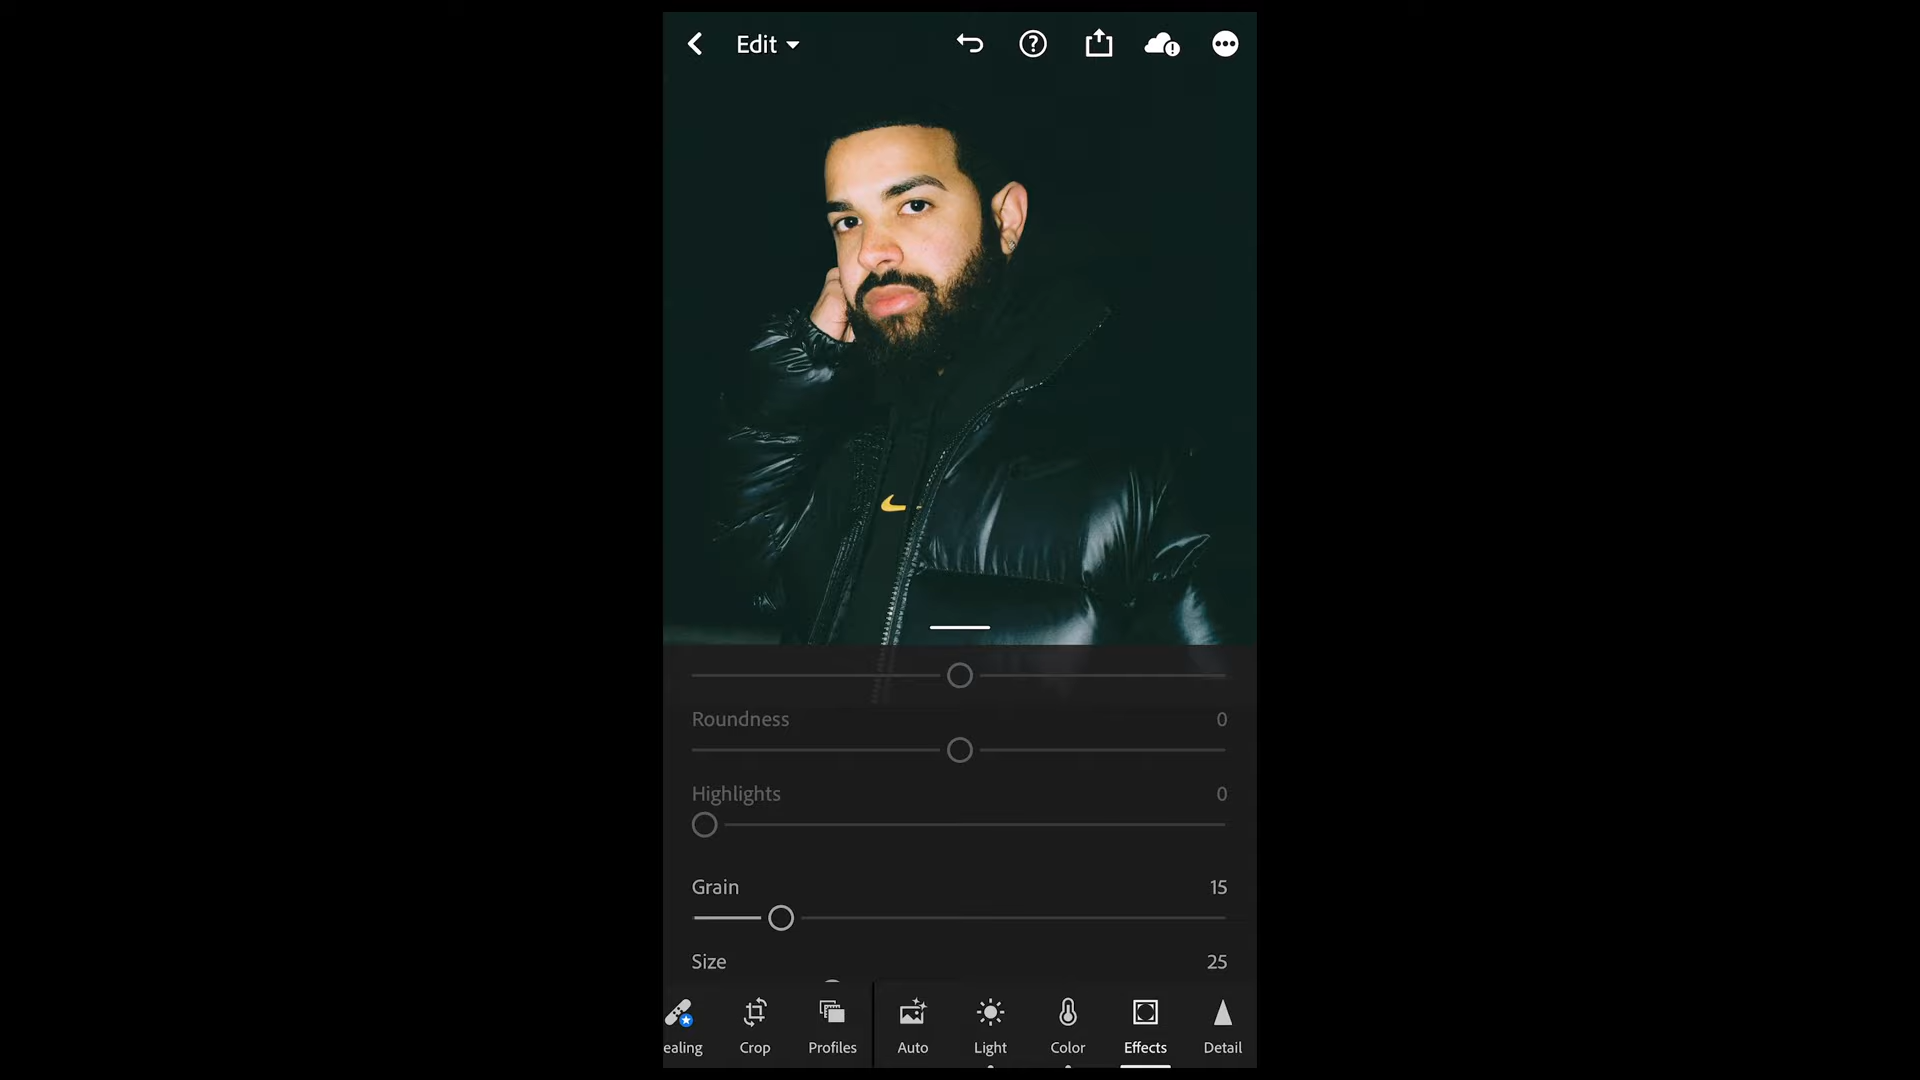 Edit
Roundness 0
Highlights 0
Grain 15
Size 25
ealing Crop Profiles Auto Light Color Effects Detail